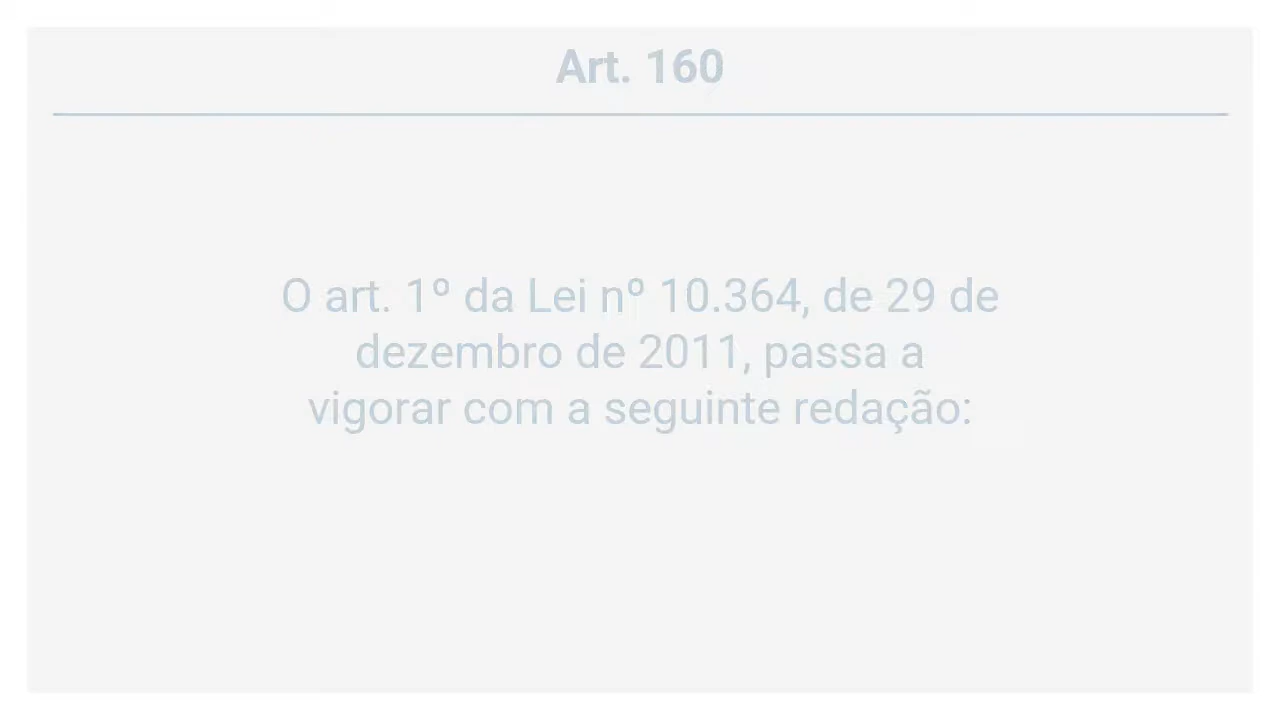 Art. 160
O art. 1º da Lei nº 10.364, de 29 de
dezembro de 2011, passa a
vigorar com a seguinte redação: